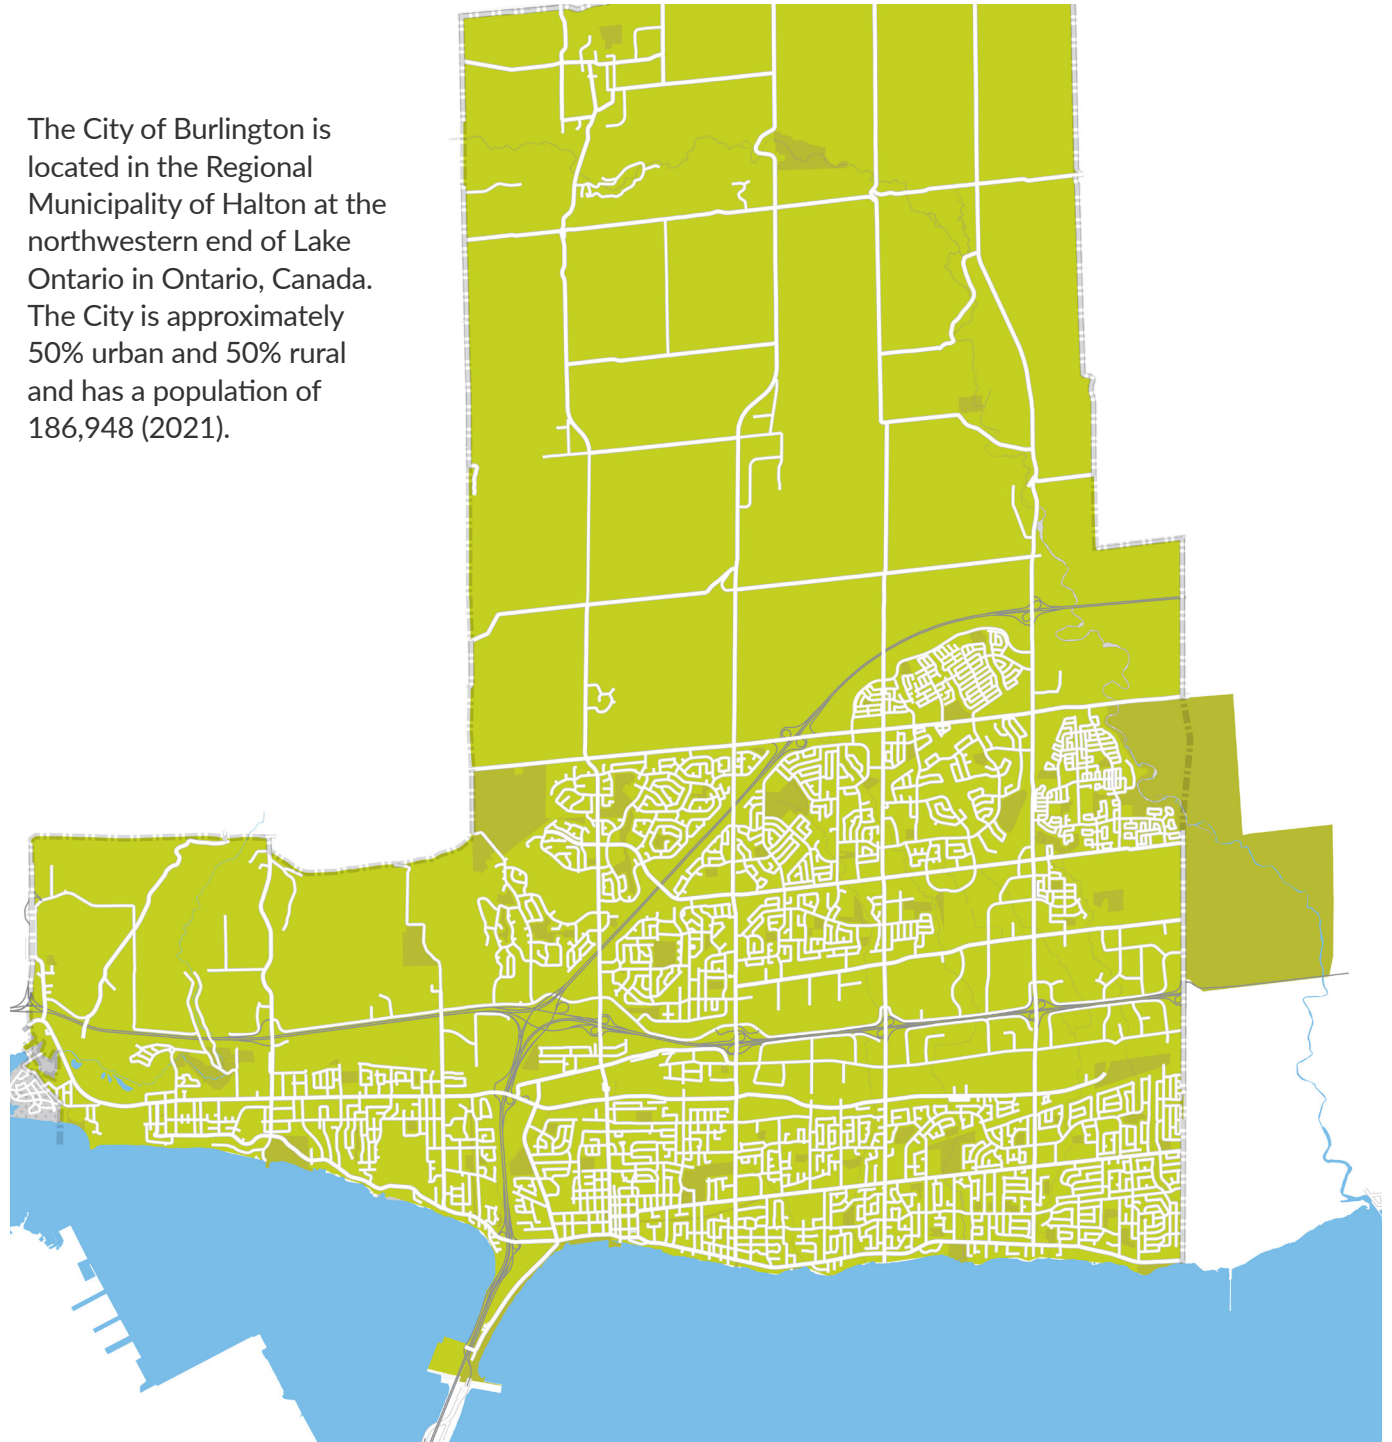 The City of Burlington is
located in the Regional
Municipality of Halton at the
northwestern end of Lake
Ontario in Ontario, Canada.
The City is approximately
50% urban and 50% rural
and has a population of
186,948 (2021).